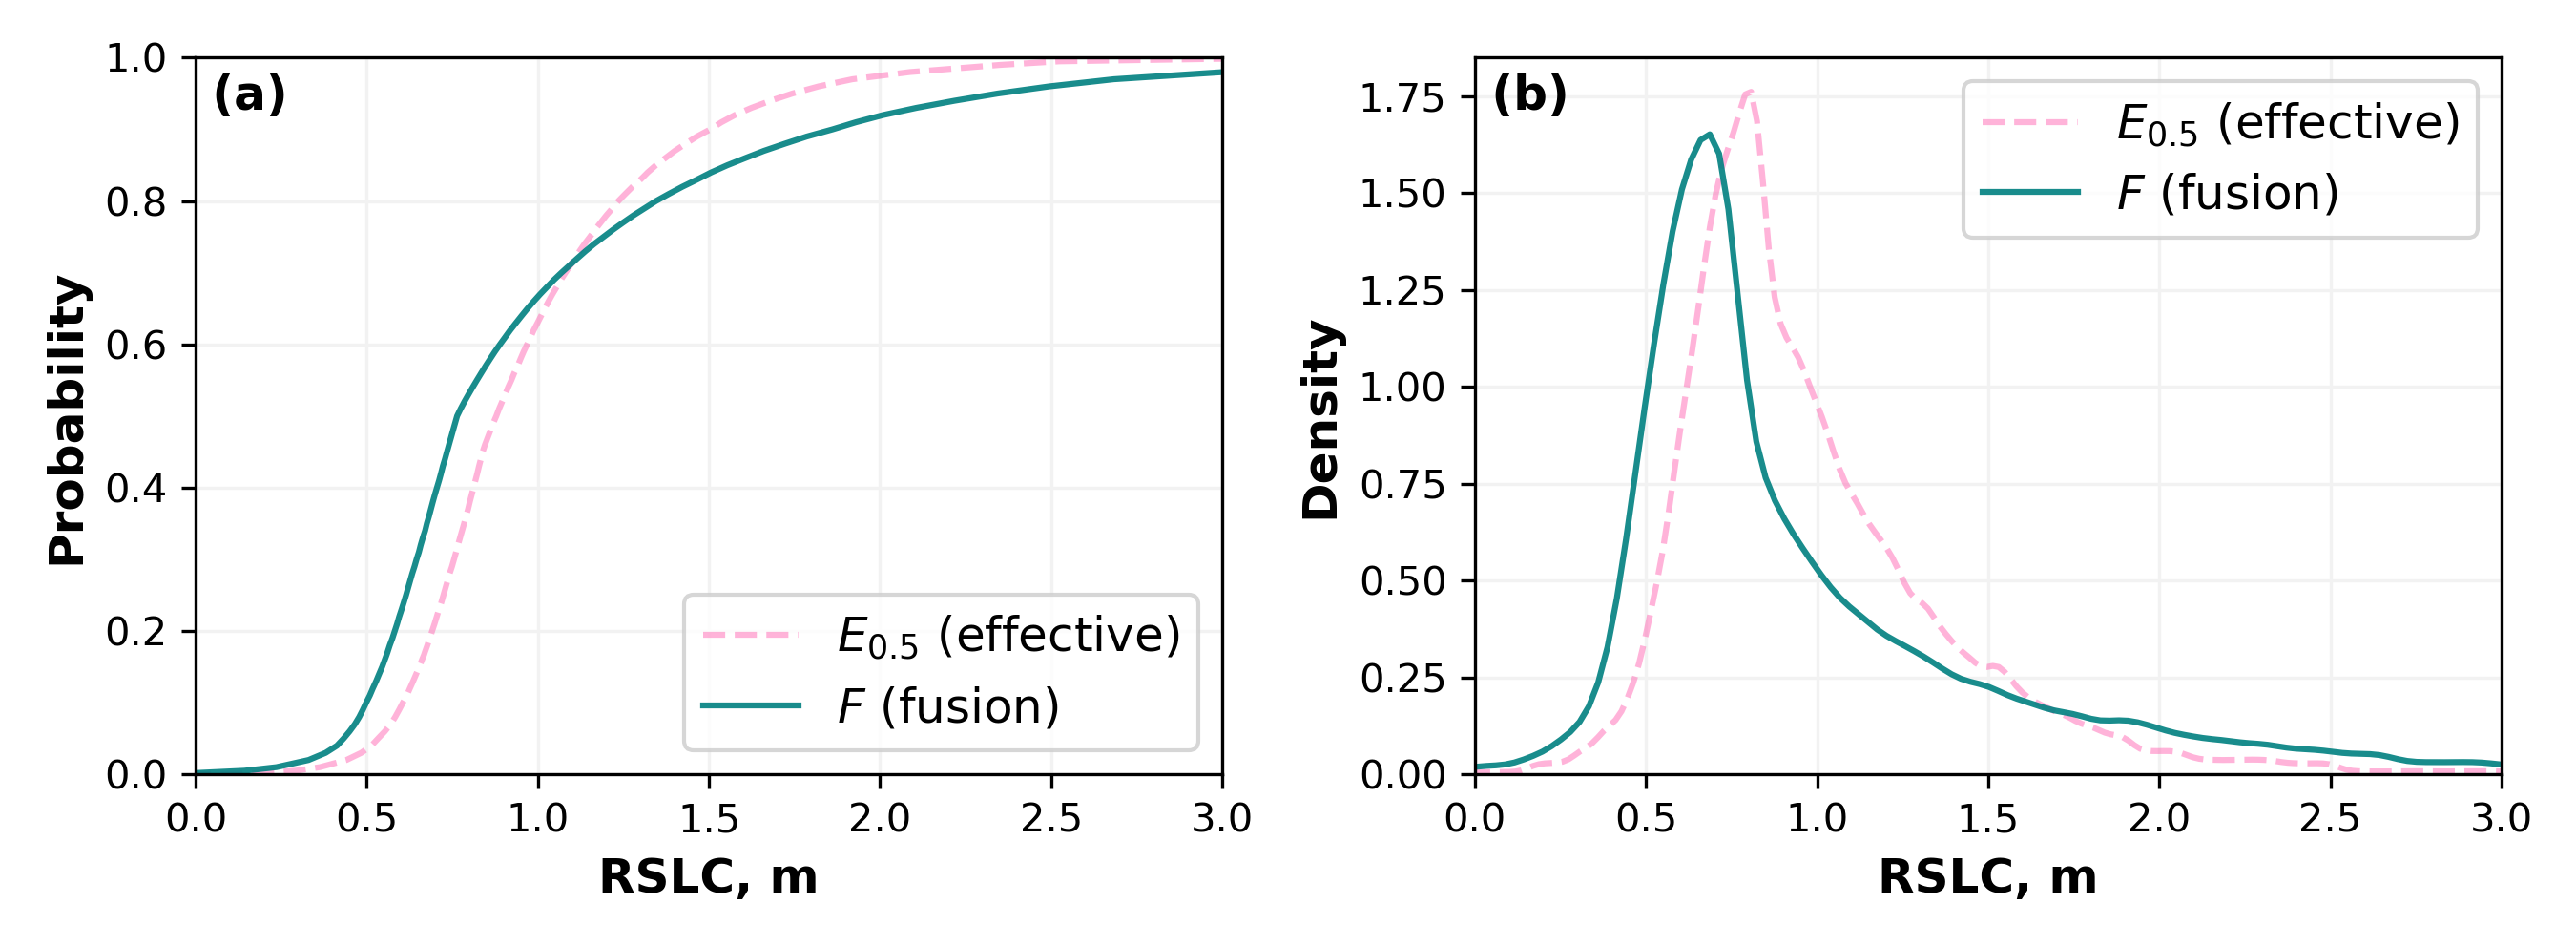 (a)
1.0
0.8
0.6
0.4
0.2
0.0
Probability
E0.5 (effective)
F (fusion)
0.0 0.5 1.0 1.5 2.0 2.5 3.0
RSLC, m
(b)
1.75
1.50
1.25
1.00
0.75
0.50
0.25
0.00
Density
E0.5 (effective)
F (fusion)
0.0 0.5 1.0 1.5 2.0 2.5 3.0
RSLC, m